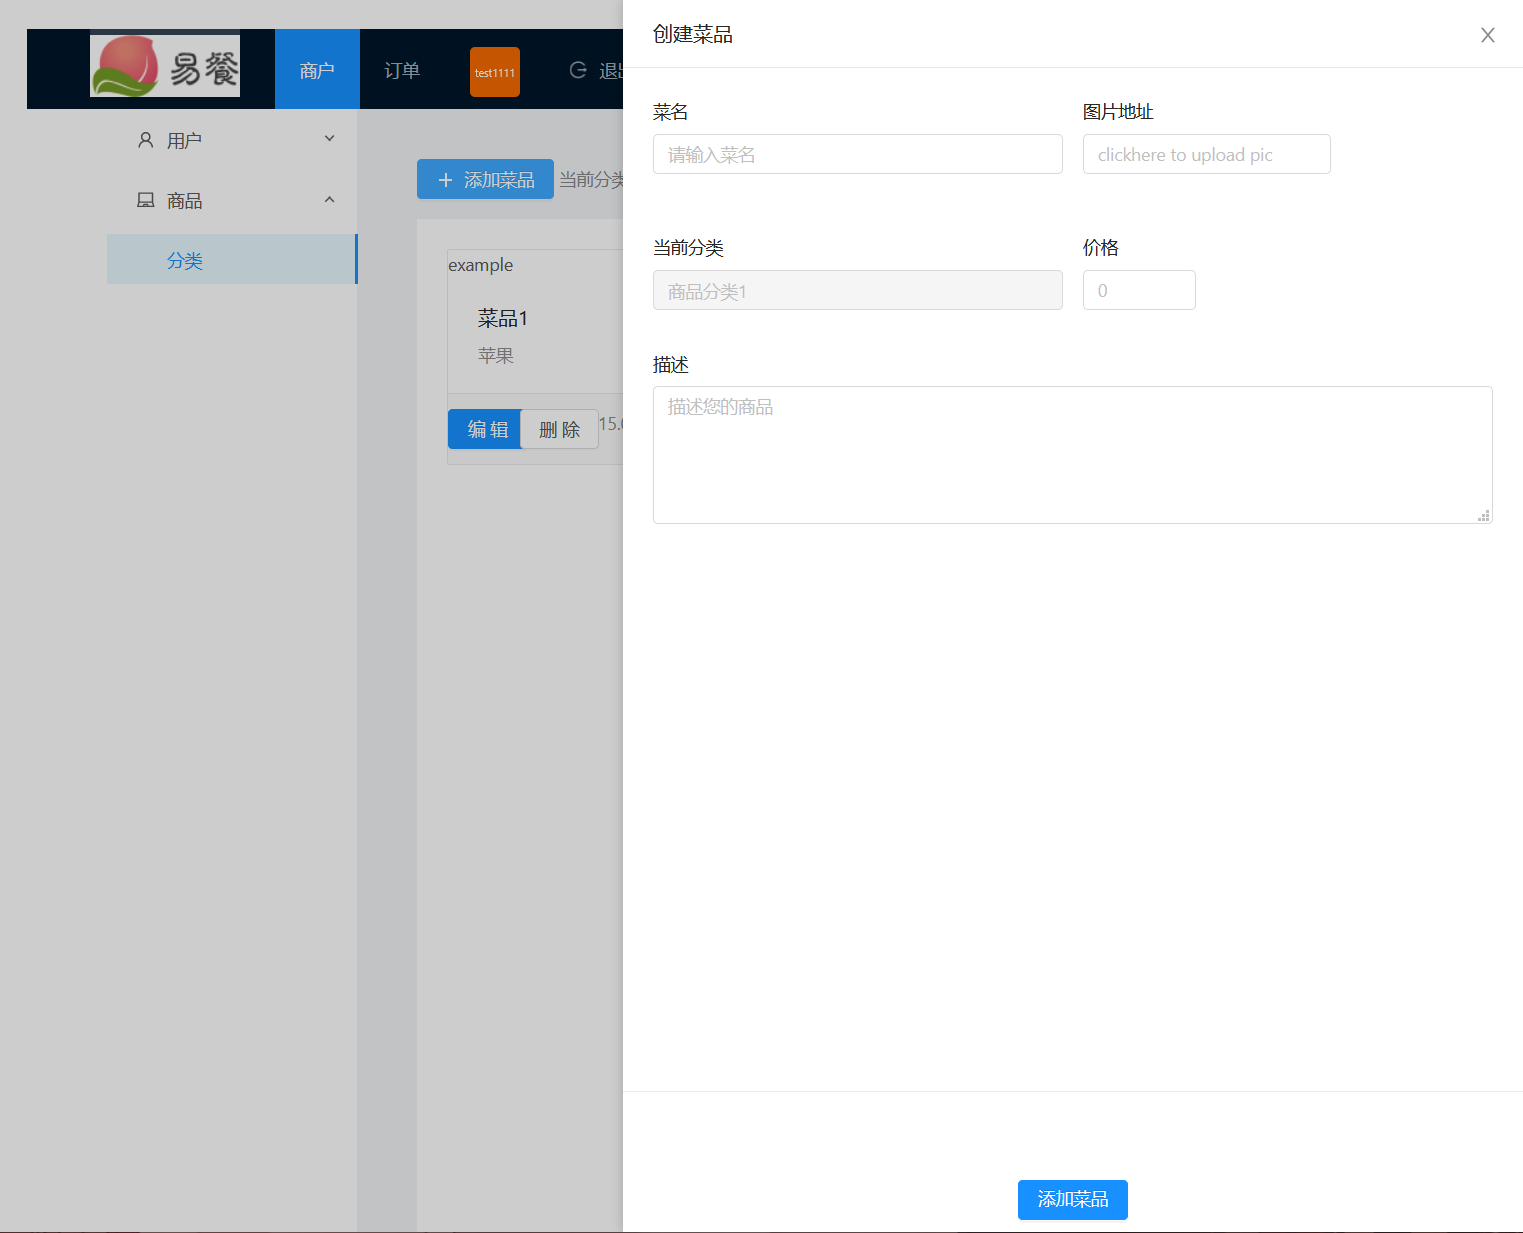 易餐
商户
订单
test1111
退出
用户
商品
分类
添加菜品
当前分类
example
菜品1
苹果
编 辑
删 除
15.0
创建菜品
菜名
图片地址
请输入菜名
clickhere to upload pic
当前分类
价格
商品分类1
0
描述
描述您的商品
添加菜品